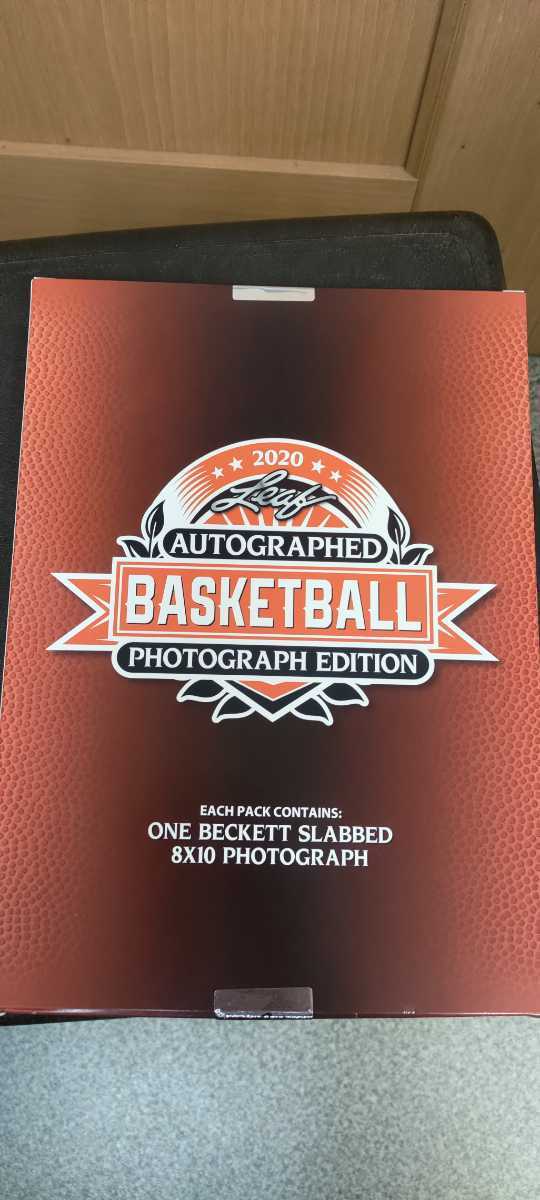 2020
Leaf
AUTOGRAPHED
BASKETBALL
PHOTOGRAPH EDITION
EACH PACK CONTAINS:
ONE BECKETT SLABBED
8X10 PHOTOGRAPH